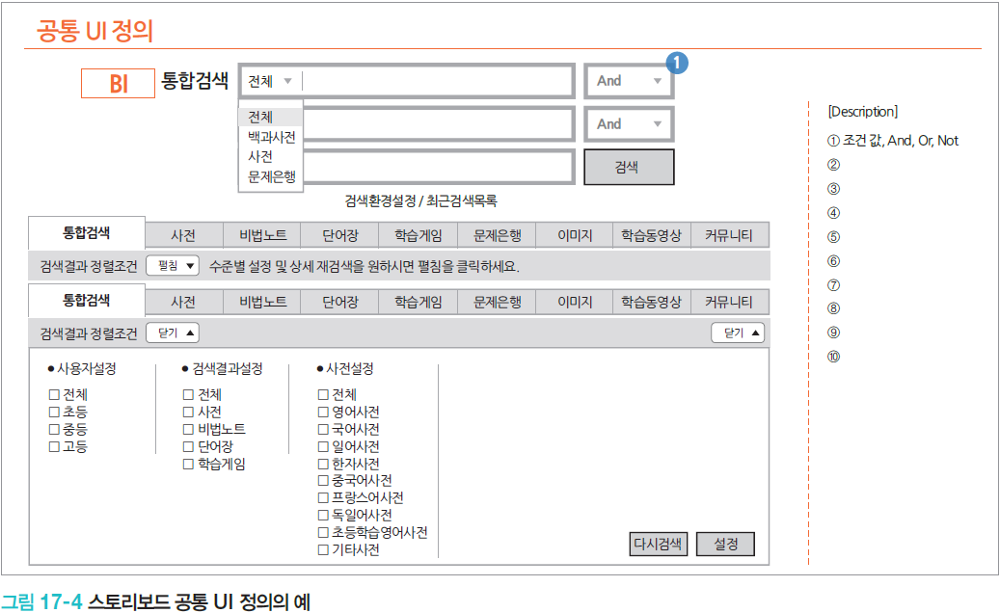 공통 UI 정의
BI 통합검색 전체 ▼ And ▼ 1
전체 And ▼
백과사전
사전 검색
문제은행
검색환경설정 / 최근검색목록
통합검색 사전 비법노트 단어장 학습게임 문제은행 이미지 학습동영상 커뮤니티
검색결과 정렬조건 펼침 ▼ 수준별 설정 및 상세 재검색을 원하시면 펼침을 클릭하세요.
통합검색 사전 비법노트 단어장 학습게임 문제은행 이미지 학습동영상 커뮤니티
검색결과 정렬조건 닫기 ▲ 닫기 ▲
● 사용자설정
□ 전체
□ 초등
□ 중등
□ 고등
● 검색결과설정
□ 전체
□ 사전
□ 비법노트
□ 단어장
□ 학습게임
● 사전설정
□ 전체
□ 영어사전
□ 국어사전
□ 일어사전
□ 한자사전
□ 중국어사전
□ 프랑스어사전
□ 독일어사전
□ 초등학습영어사전
□ 기타사전
다시검색 설정
[Description]
① 조건 값, And, Or, Not
②
③
④
⑤
⑥
⑦
⑧
⑨
⑩
그림 17-4 스토리보드 공통 UI 정의의 예